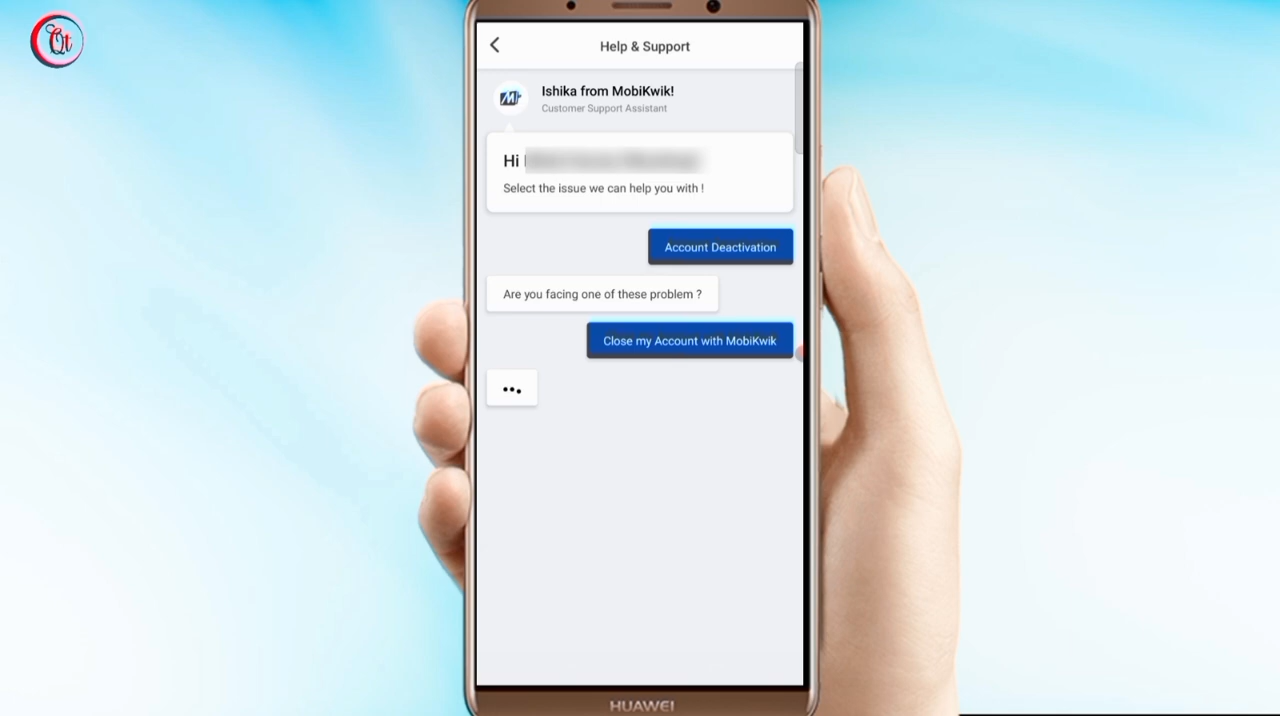 Qt
Help & Support
Ishika from MobiKwik!
Customer Support Assistant
Hi
Select the issue we can help you with !
Account Deactivation
Are you facing one of these problem ?
Close my Account with MobiKwik
HUAWEI